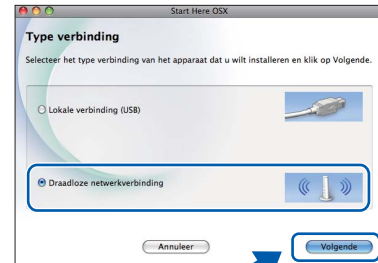 Start Here OSX
Type verbinding
Selecteer het type verbinding van het apparaat dat u wilt installeren en klik op Volgende.
Lokale verbinding (USB)
Draadloze netwerkverbinding
Annuleer
Volgende